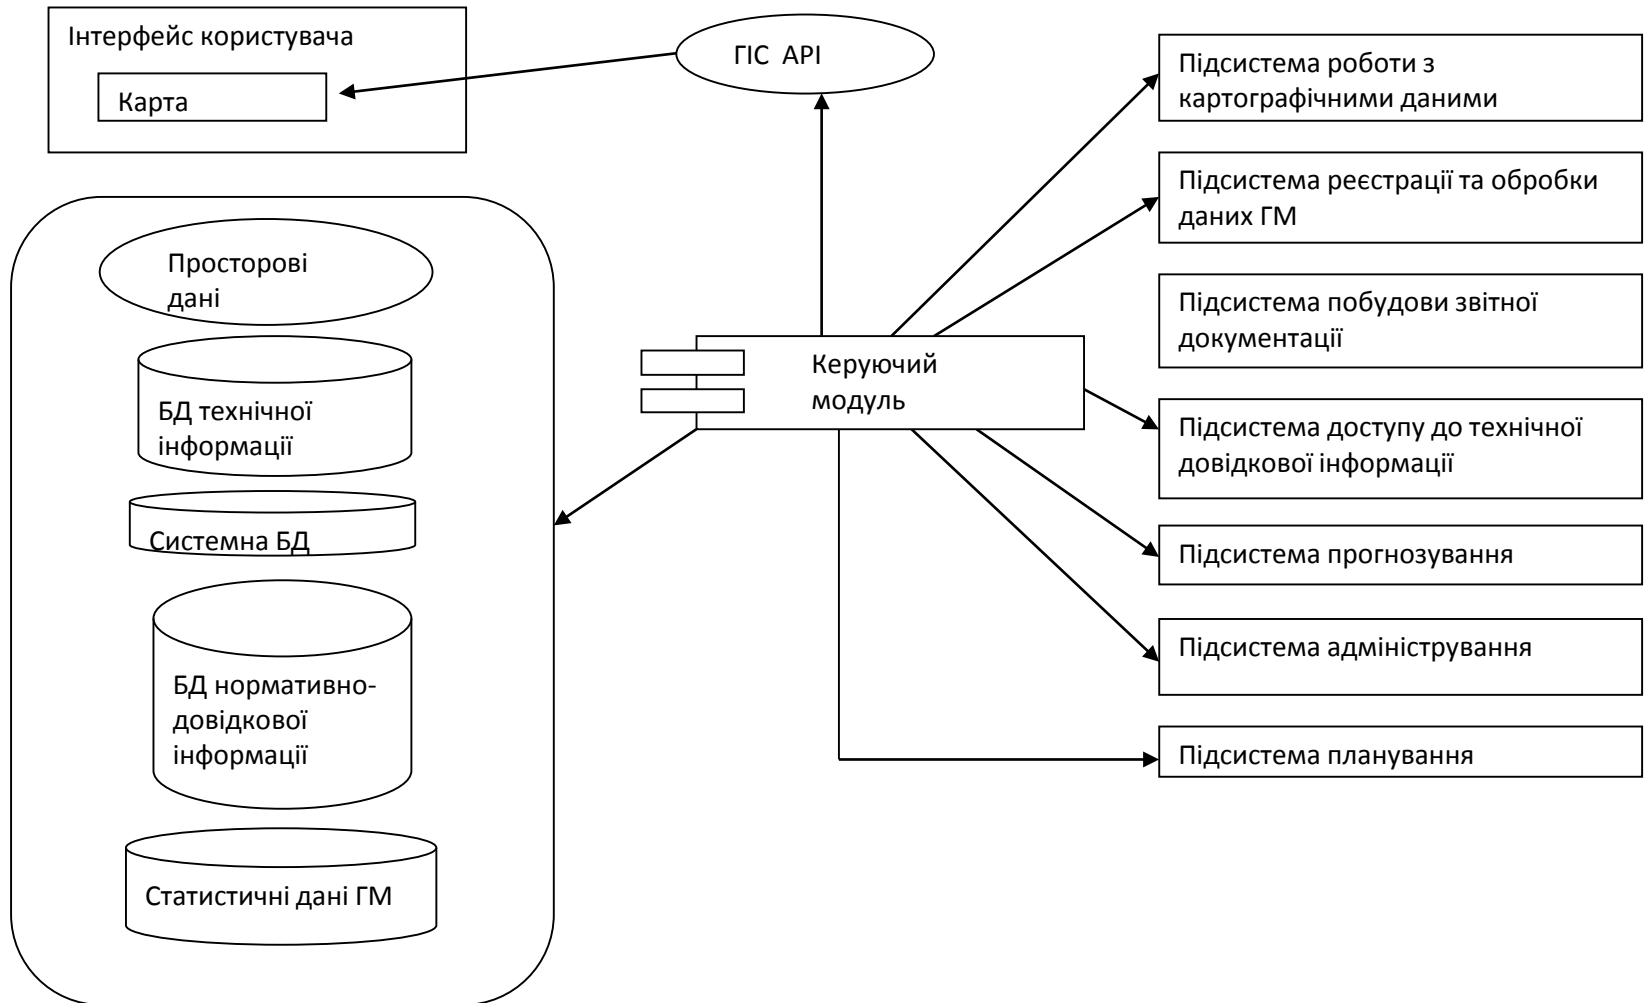 Інтерфейс користувача
Карта
ГІС API
Підсистема роботи з
картографічними даними
Підсистема реєстрації та обробки
даних ГМ
Підсистема побудови звітної
документації
Підсистема доступу до технічної
довідкової інформації
Підсистема прогнозування
Підсистема адміністрування
Підсистема планування
Керуючий
модуль
Просторові
дані
БД технічної
інформації
Системна БД
БД нормативно-
довідкової
інформації
Статистичні дані ГМ